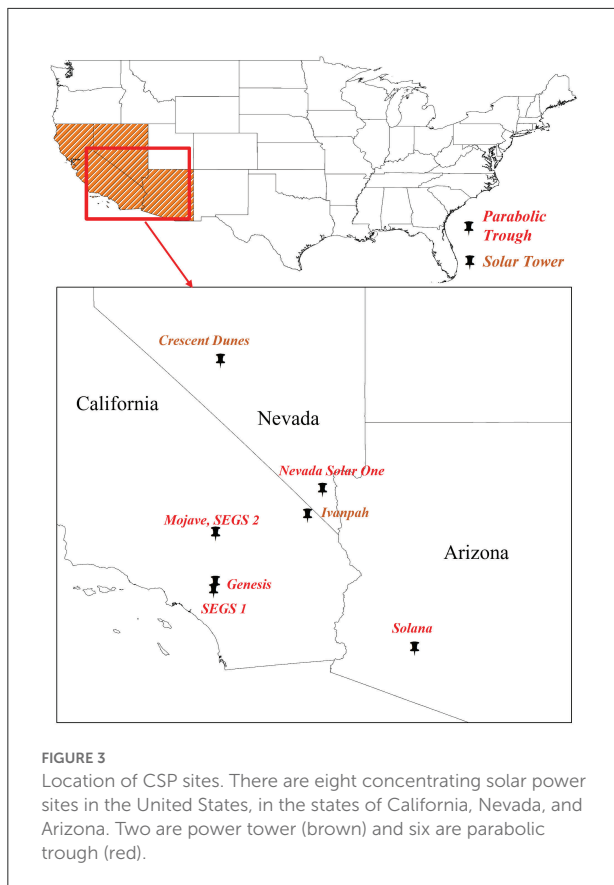 Parabolic
Trough
Solar Tower
Crescent Dunes
California
Nevada
Nevada Solar One
Ivanpah
Mojave, SEGS 2
Arizona
Genesis
SEGS 1
Solana
FIGURE 3
Location of CSP sites. There are eight concentrating solar power
sites in the United States, in the states of California, Nevada, and
Arizona. Two are power tower (brown) and six are parabolic
trough (red).